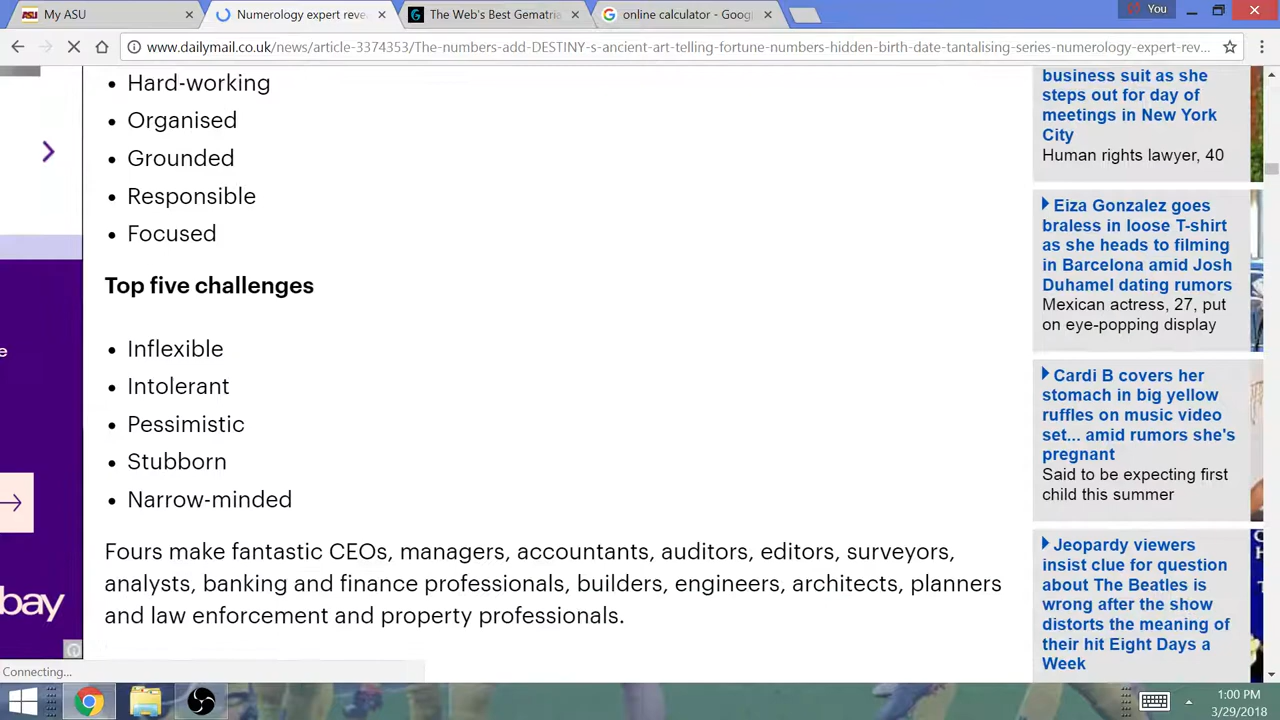 My ASU
Numerology expert reve
The Web's Best Gematri
online calculator - Googl
You
www.dailymail.co.uk/news/article-3374353/The-numbers-add-DESTINY-s-ancient-art-telling-fortune-numbers-hidden-birth-date-tantalising-series-numerology-expert-rev...
• Hard-working
• Organised
• Grounded
• Responsible
• Focused
Top five challenges
• Inflexible
• Intolerant
• Pessimistic
• Stubborn
• Narrow-minded
Fours make fantastic CEOs, managers, accountants, auditors, editors, surveyors,
analysts, banking and finance professionals, builders, engineers, architects, planners
and law enforcement and property professionals.
business suit as she
steps out for day of
meetings in New York
City
Human rights lawyer, 40
Eiza Gonzalez goes
braless in loose T-shirt
as she heads to filming
in Barcelona amid Josh
Duhamel dating rumors
Mexican actress, 27, put
on eye-popping display
Cardi B covers her
stomach in big yellow
ruffles on music video
set... amid rumors she's
pregnant
Said to be expecting first
child this summer
Jeopardy viewers
insist clue for question
about The Beatles is
wrong after the show
distorts the meaning of
their hit Eight Days a
Week
e
bay
Connecting...
1:00 PM
3/29/2018